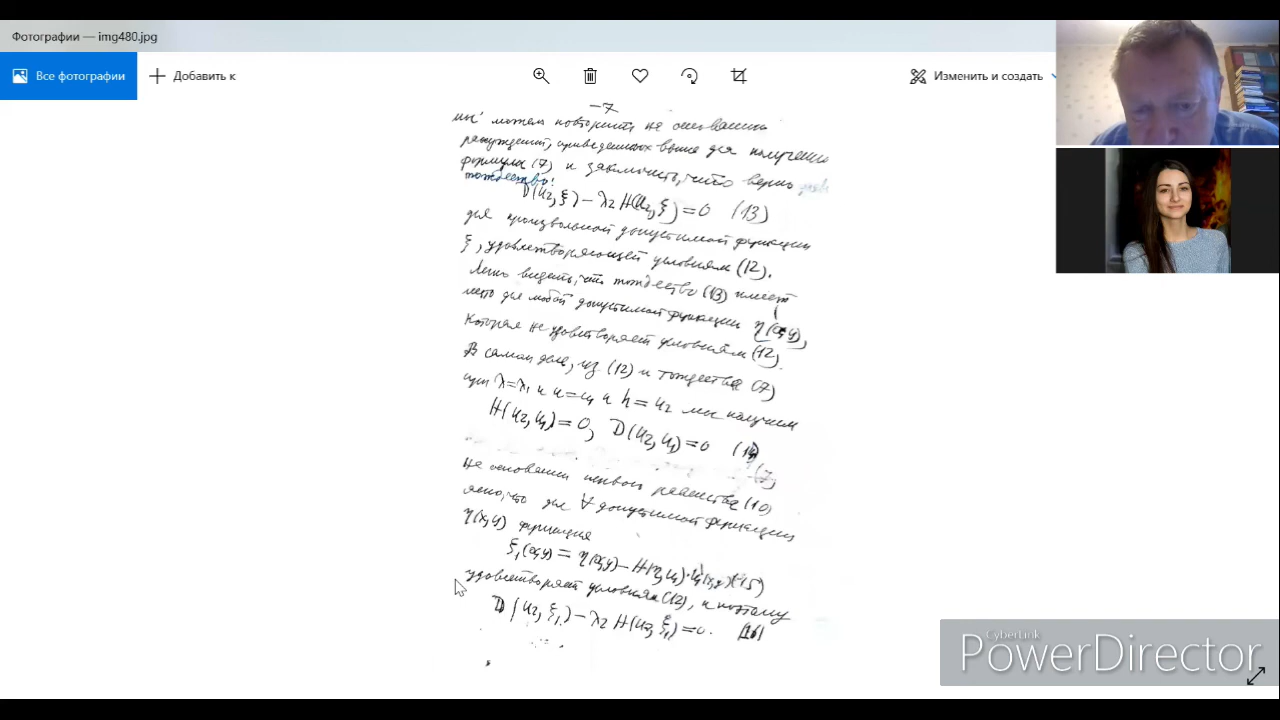 Фотографии — img480.jpg
Все фотографии
Добавить к
Изменить и создать
–7
мы можем повторить на основании
рассуждений, приведенных выше для получения
формулы (7) и заключить, что верно
тождество:
D(u₂, ξ) – λ₂ H(u₂, ξ) = 0 (13)
для произвольной допустимой функции
ξ, удовлетворяющей условиям (12).
Легко видеть, что тождество (13) имеет
место для любой допустимой функции η(x,y),
которая не удовлетворяет условиям (12).
В самом деле, из (12) и тождества (7)
при λ=λ₁ и u=u₁ и h=u₂ мы получим
H(u₂, u₁) = 0, D(u₂, u₁) = 0 (14)
На основании первого равенства (10)
ясно, что для ∀ допустимой функции
η(x,y) функция
ξ₁(x,y) = η(x,y) – H(η, u₁)·u₁(x,y) (15)
удовлетворяет условиям (12), и поэтому
D(u₂, ξ₁) – λ₂ H(u₂, ξ₁) = 0. (16)
CyberLink
PowerDirector